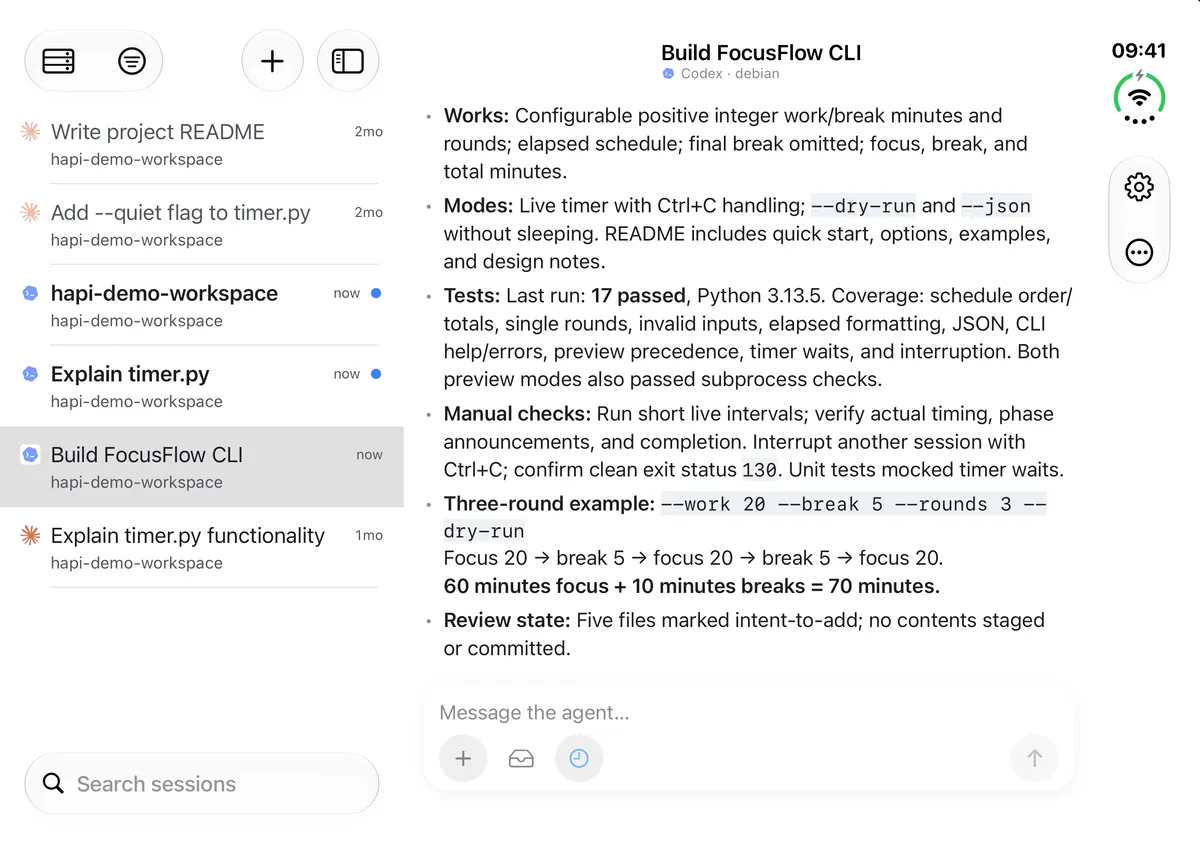 Write project README 2mo
hapi-demo-workspace
Add --quiet flag to timer.py 2mo
hapi-demo-workspace
hapi-demo-workspace now
hapi-demo-workspace
Explain timer.py now
hapi-demo-workspace
Build FocusFlow CLI now
hapi-demo-workspace
Explain timer.py functionality 1mo
hapi-demo-workspace
Search sessions
Build FocusFlow CLI
Codex · debian
• Works: Configurable positive integer work/break minutes and
rounds; elapsed schedule; final break omitted; focus, break, and
total minutes.
• Modes: Live timer with Ctrl+C handling; --dry-run and --json
without sleeping. README includes quick start, options, examples,
and design notes.
• Tests: Last run: 17 passed, Python 3.13.5. Coverage: schedule order/
totals, single rounds, invalid inputs, elapsed formatting, JSON, CLI
help/errors, preview precedence, timer waits, and interruption. Both
preview modes also passed subprocess checks.
• Manual checks: Run short live intervals; verify actual timing, phase
announcements, and completion. Interrupt another session with
Ctrl+C; confirm clean exit status 130. Unit tests mocked timer waits.
• Three-round example: --work 20 --break 5 --rounds 3 --
dry-run
Focus 20 → break 5 → focus 20 → break 5 → focus 20.
60 minutes focus + 10 minutes breaks = 70 minutes.
• Review state: Five files marked intent-to-add; no contents staged
or committed.
Message the agent...
09:41